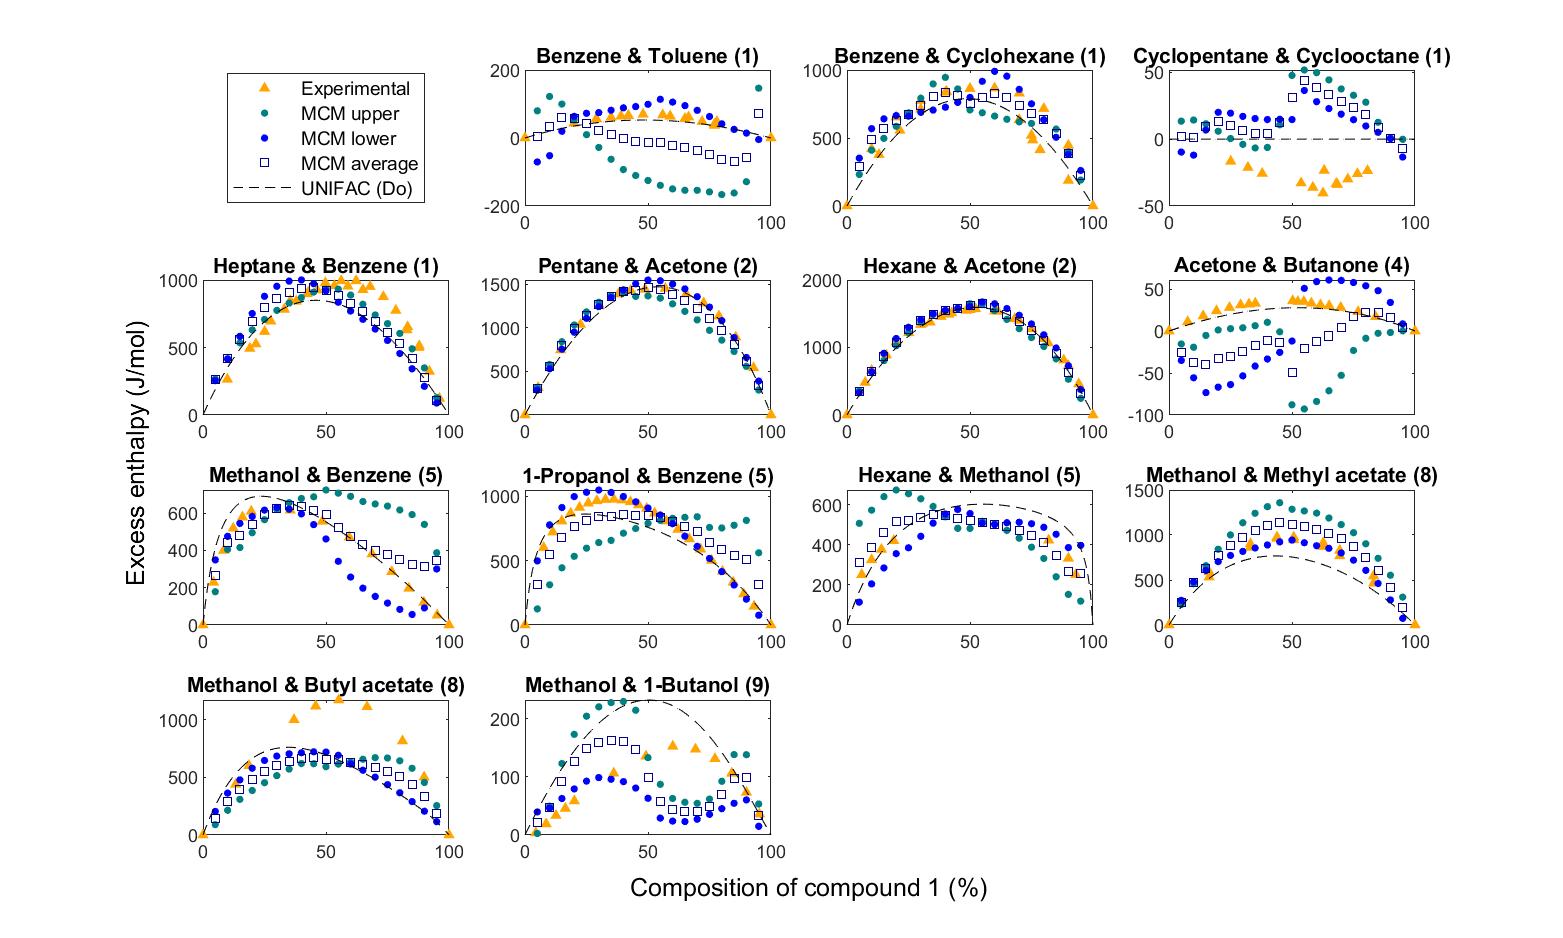 Experimental
MCM upper
MCM lower
MCM average
UNIFAC (Do)
Benzene & Toluene (1)
200
0
-200
0 50 100
Benzene & Cyclohexane (1)
1000
500
0
0 50 100
Cyclopentane & Cyclooctane (1)
50
0
-50
0 50 100
Heptane & Benzene (1)
1000
500
0
0 50 100
Pentane & Acetone (2)
1500
1000
500
0
0 50 100
Hexane & Acetone (2)
2000
1000
0
0 50 100
Acetone & Butanone (4)
50
0
-50
-100
0 50 100
Excess enthalpy (J/mol)
Methanol & Benzene (5)
600
400
200
0
0 50 100
1-Propanol & Benzene (5)
1000
500
0
0 50 100
Hexane & Methanol (5)
600
400
200
0
0 50 100
Methanol & Methyl acetate (8)
1500
1000
500
0
0 50 100
Methanol & Butyl acetate (8)
1000
500
0
0 50 100
Methanol & 1-Butanol (9)
200
100
0
0 50 100
Composition of compound 1 (%)